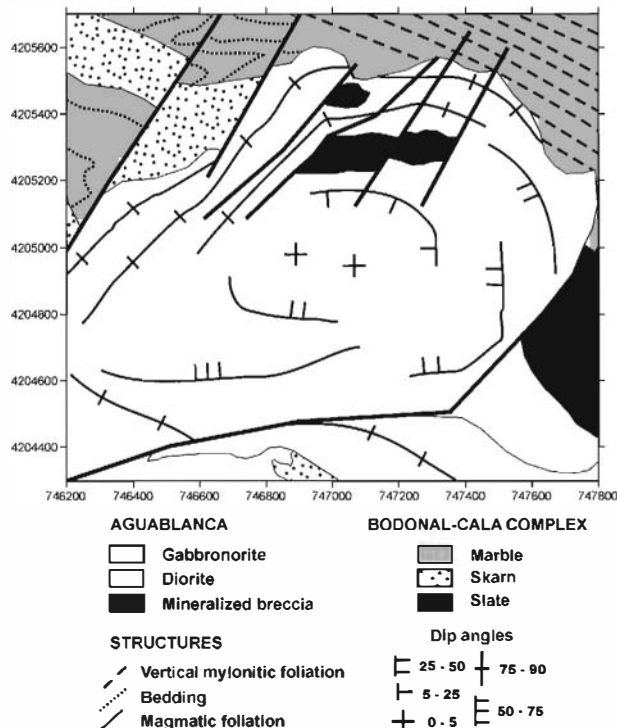 4205600
4205400
4205200
4205000
4204800
4204600
4204400
746200 746400 746600 746800 747000 747200 747400 747600 747800
AGUABLANCA
Gabbronorite
Diorite
Mineralized breccia
BODONAL-CALA COMPLEX
Marble
Skarn
Slate
STRUCTURES
Vertical mylonitic foliation
Bedding
Magmatic foliation
Dip angles
25 - 50 75 - 90
5 - 25
50 - 75
0 - 5